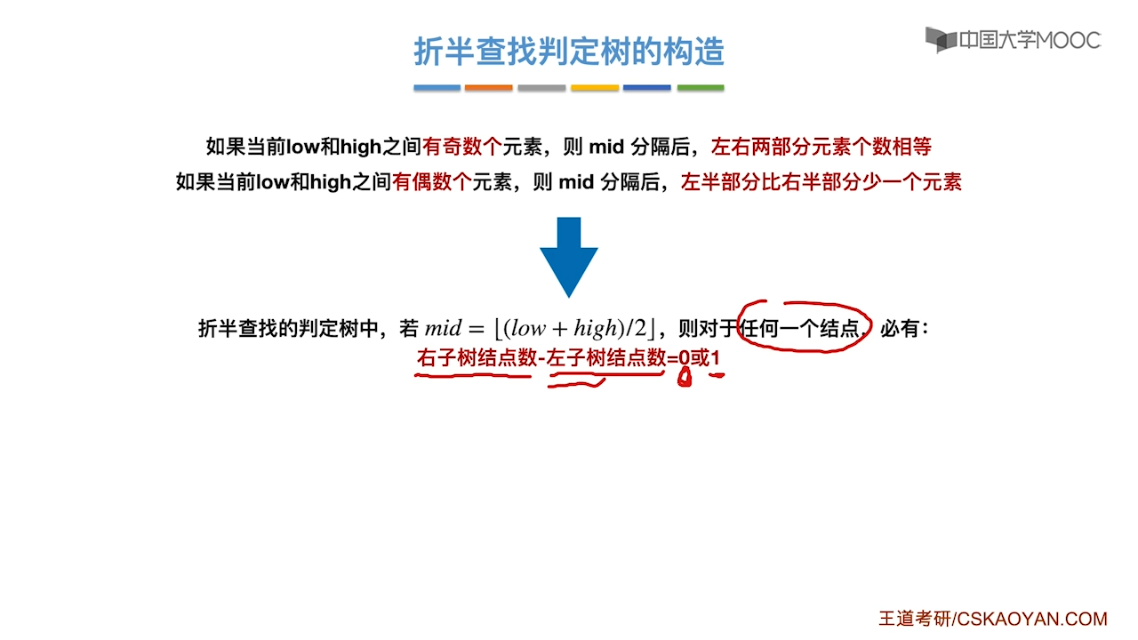 折半查找判定树的构造
中国大学MOOC
如果当前low和high之间有奇数个元素，则 mid 分隔后，左右两部分元素个数相等
如果当前low和high之间有偶数个元素，则 mid 分隔后，左半部分比右半部分少一个元素
折半查找的判定树中，若 mid = ⌊(low + high)/2⌋，则对于任何一个结点，必有：
右子树结点数-左子树结点数=0或1
王道考研/CSKAOYAN.COM